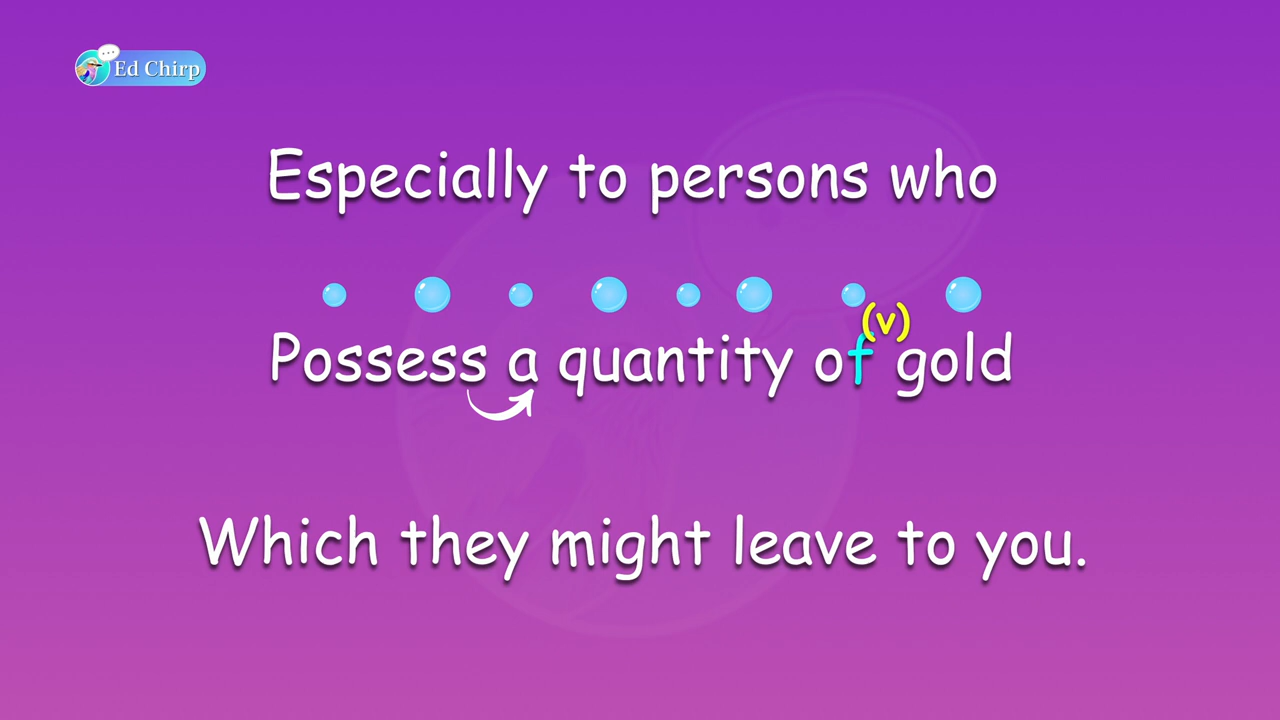 Ed Chirp
Especially to persons who
(v)
Possess a quantity of gold
Which they might leave to you.